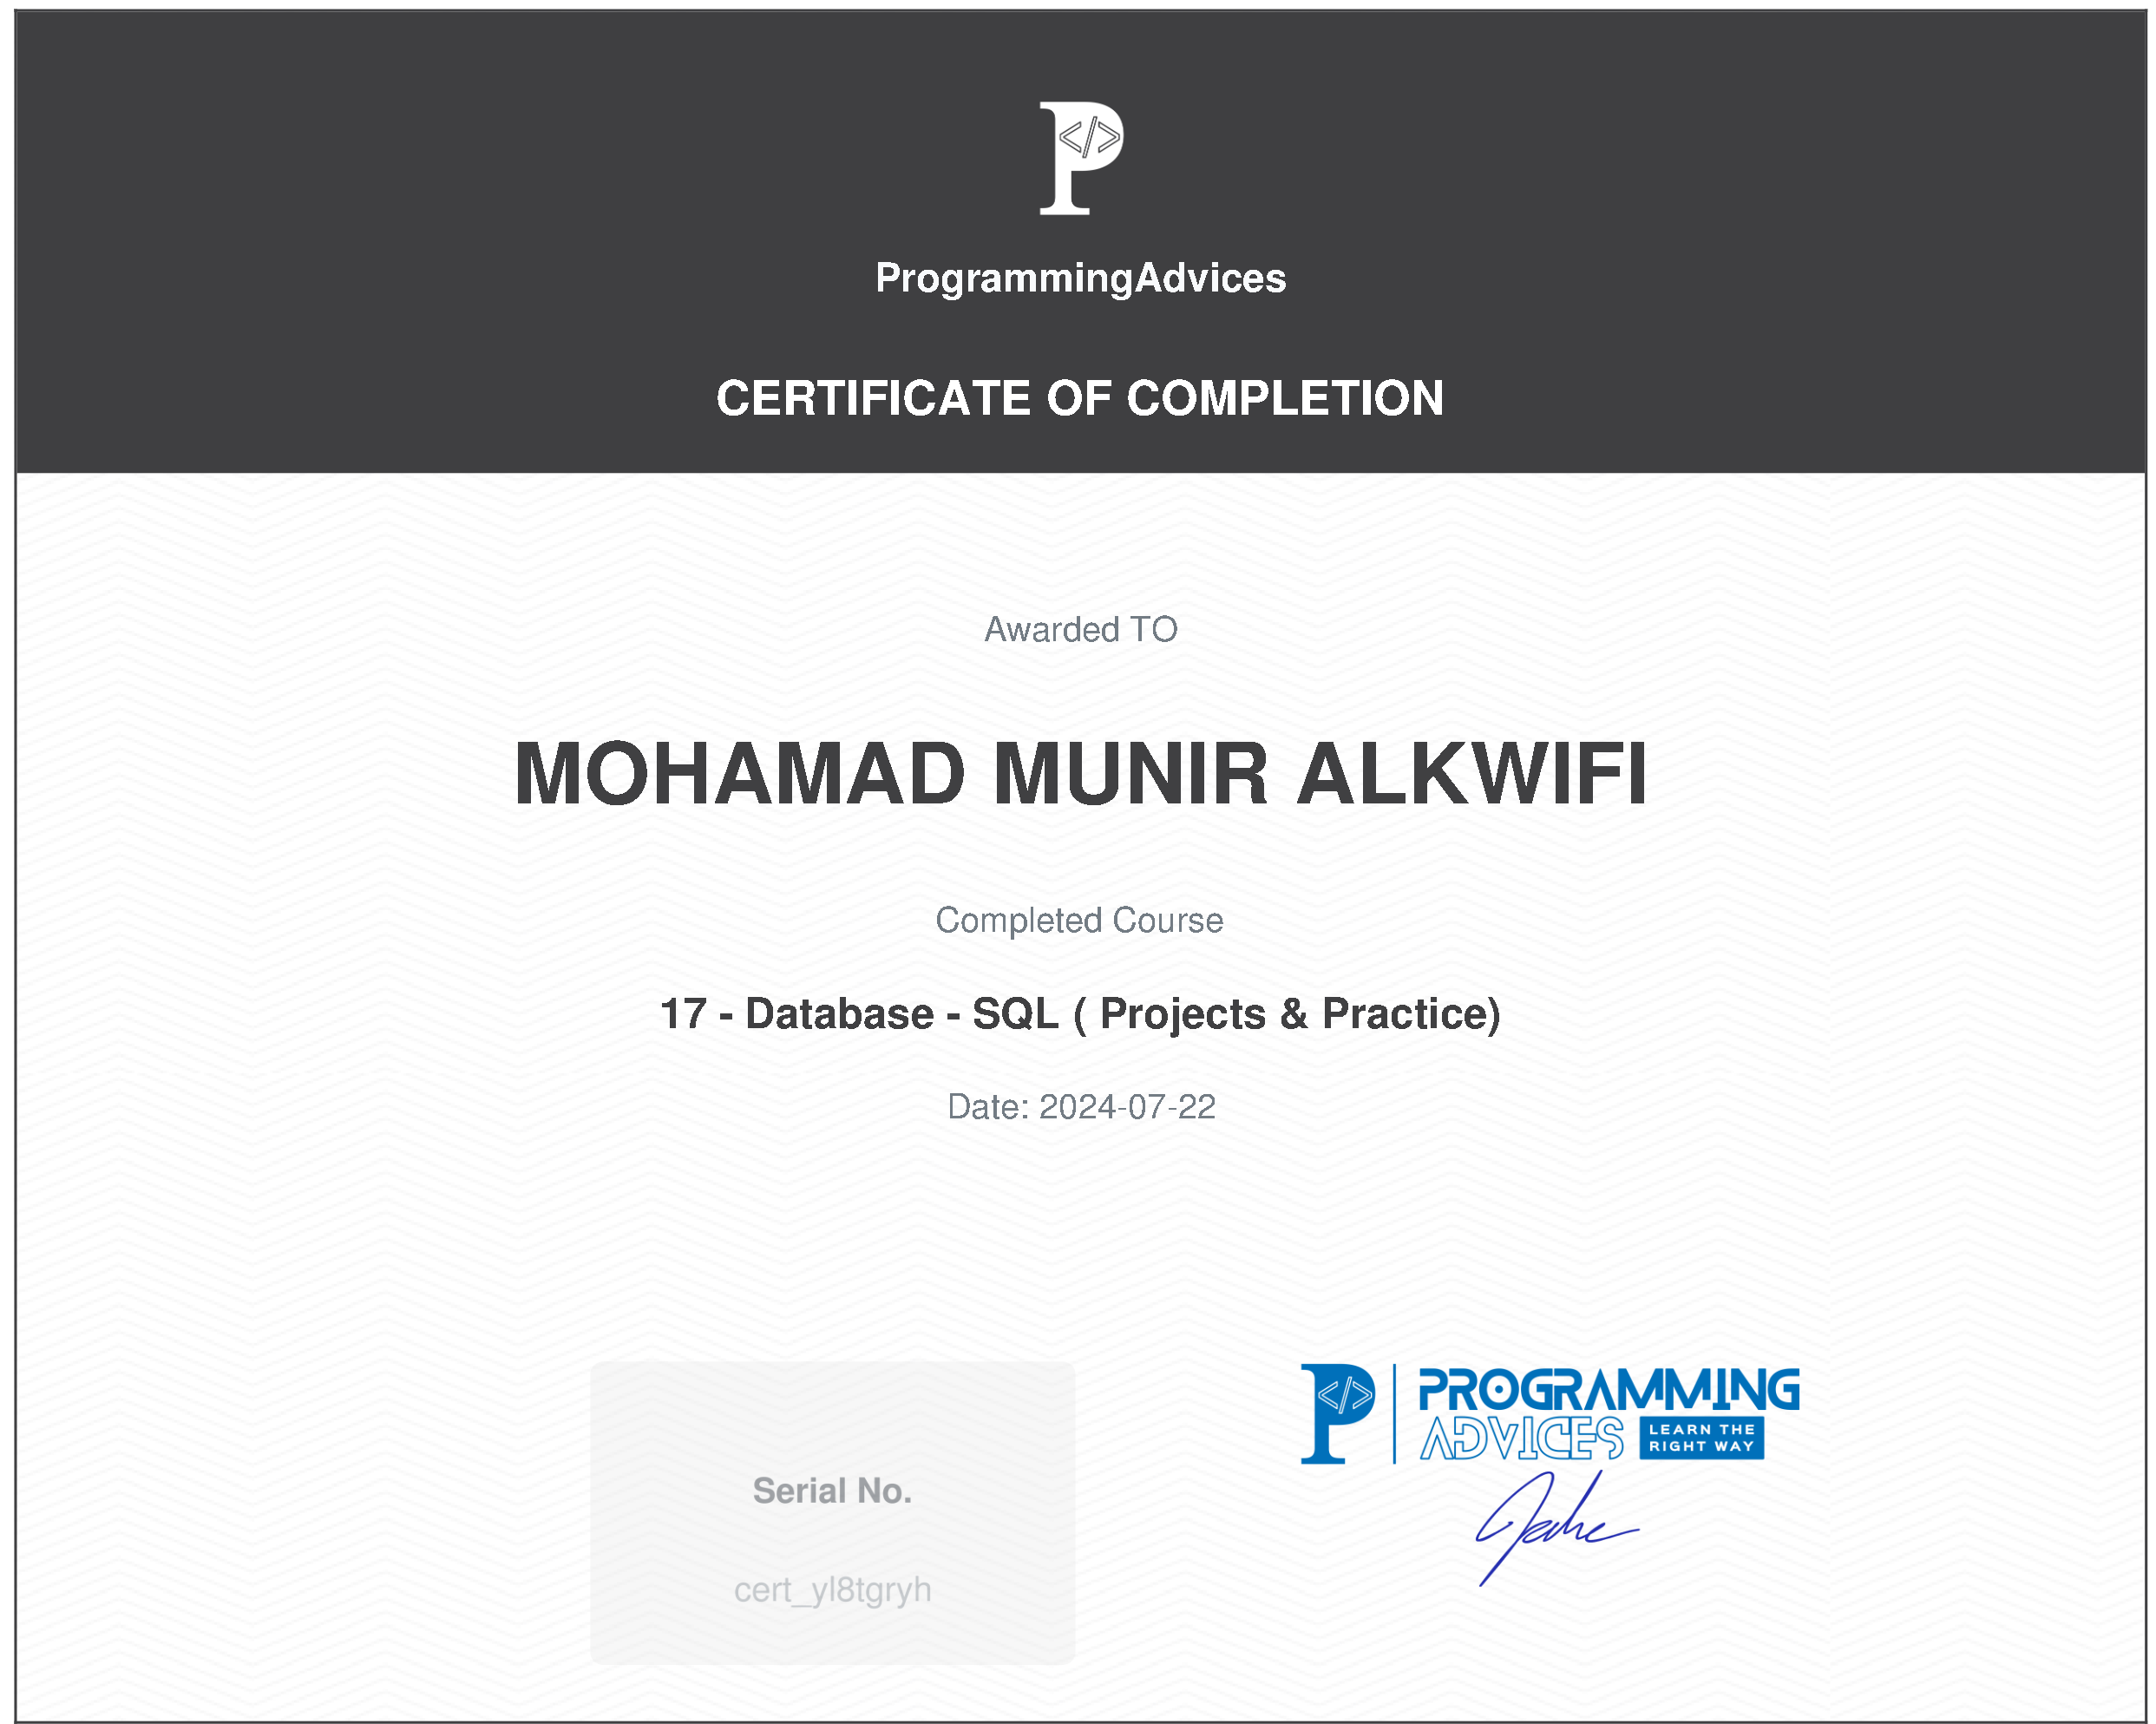 </>
ProgrammingAdvices
CERTIFICATE OF COMPLETION
Awarded TO
MOHAMAD MUNIR ALKWIFI
Completed Course
17 - Database - SQL ( Projects & Practice)
Date: 2024-07-22
Serial No.
cert_yl8tgryh
</>
PROGRAMMING
ADVICES
LEARN THE
RIGHT WAY